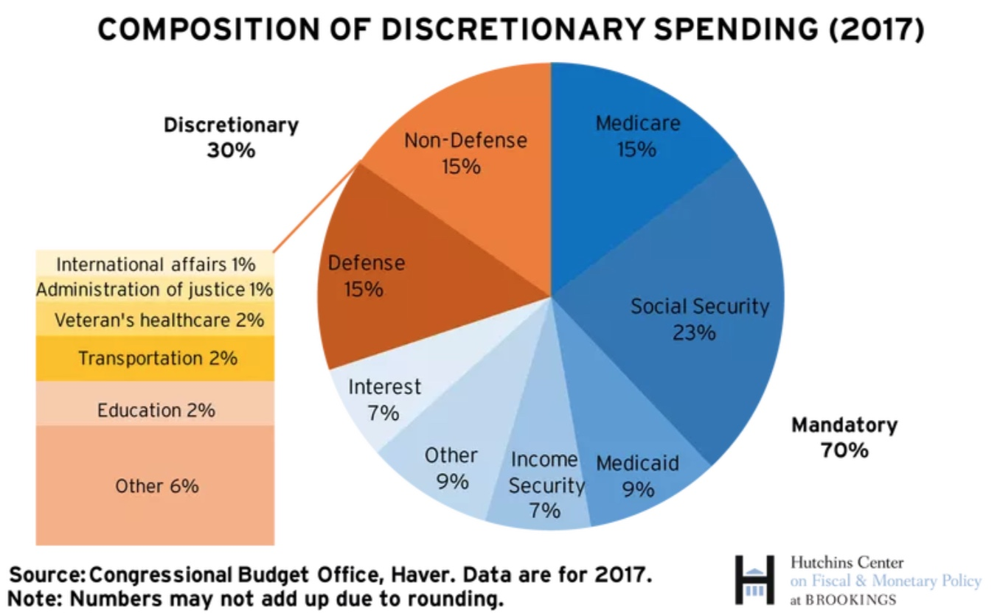 COMPOSITION OF DISCRETIONARY SPENDING (2017)
Discretionary
30%
Non-Defense
15%
Medicare
15%
Defense
15%
Social Security
23%
International affairs 1%
Administration of justice 1%
Veteran's healthcare 2%
Transportation 2%
Education 2%
Other 6%
Interest
7%
Other
9%
Income
Security
7%
Medicaid
9%
Mandatory
70%
Source: Congressional Budget Office, Haver. Data are for 2017.
Note: Numbers may not add up due to rounding.
Hutchins Center
on Fiscal & Monetary Policy
at BROOKINGS